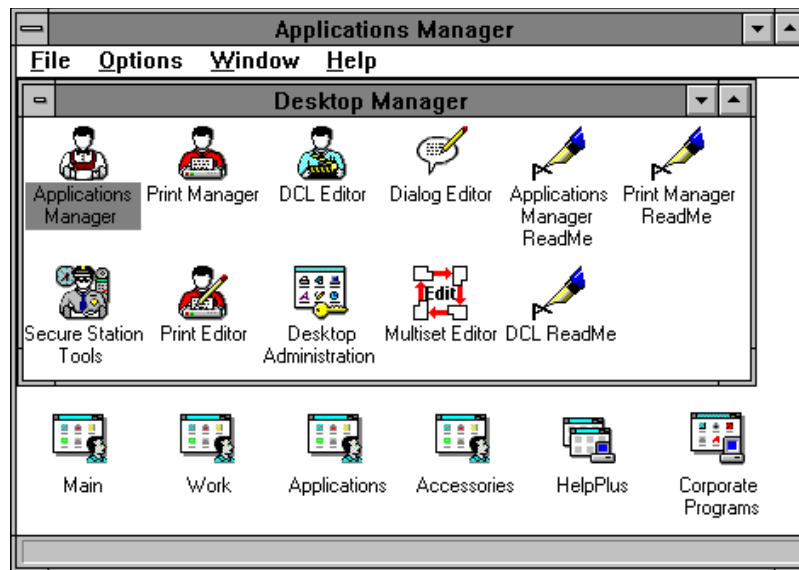 Applications Manager
File Options Window Help
Desktop Manager
Applications Manager
Print Manager
DCL Editor
Dialog Editor
Applications Manager ReadMe
Print Manager ReadMe
Secure Station Tools
Print Editor
Desktop Administration
Edit
Multiset Editor
DCL ReadMe
Main
Work
Applications
Accessories
HelpPlus
Corporate Programs